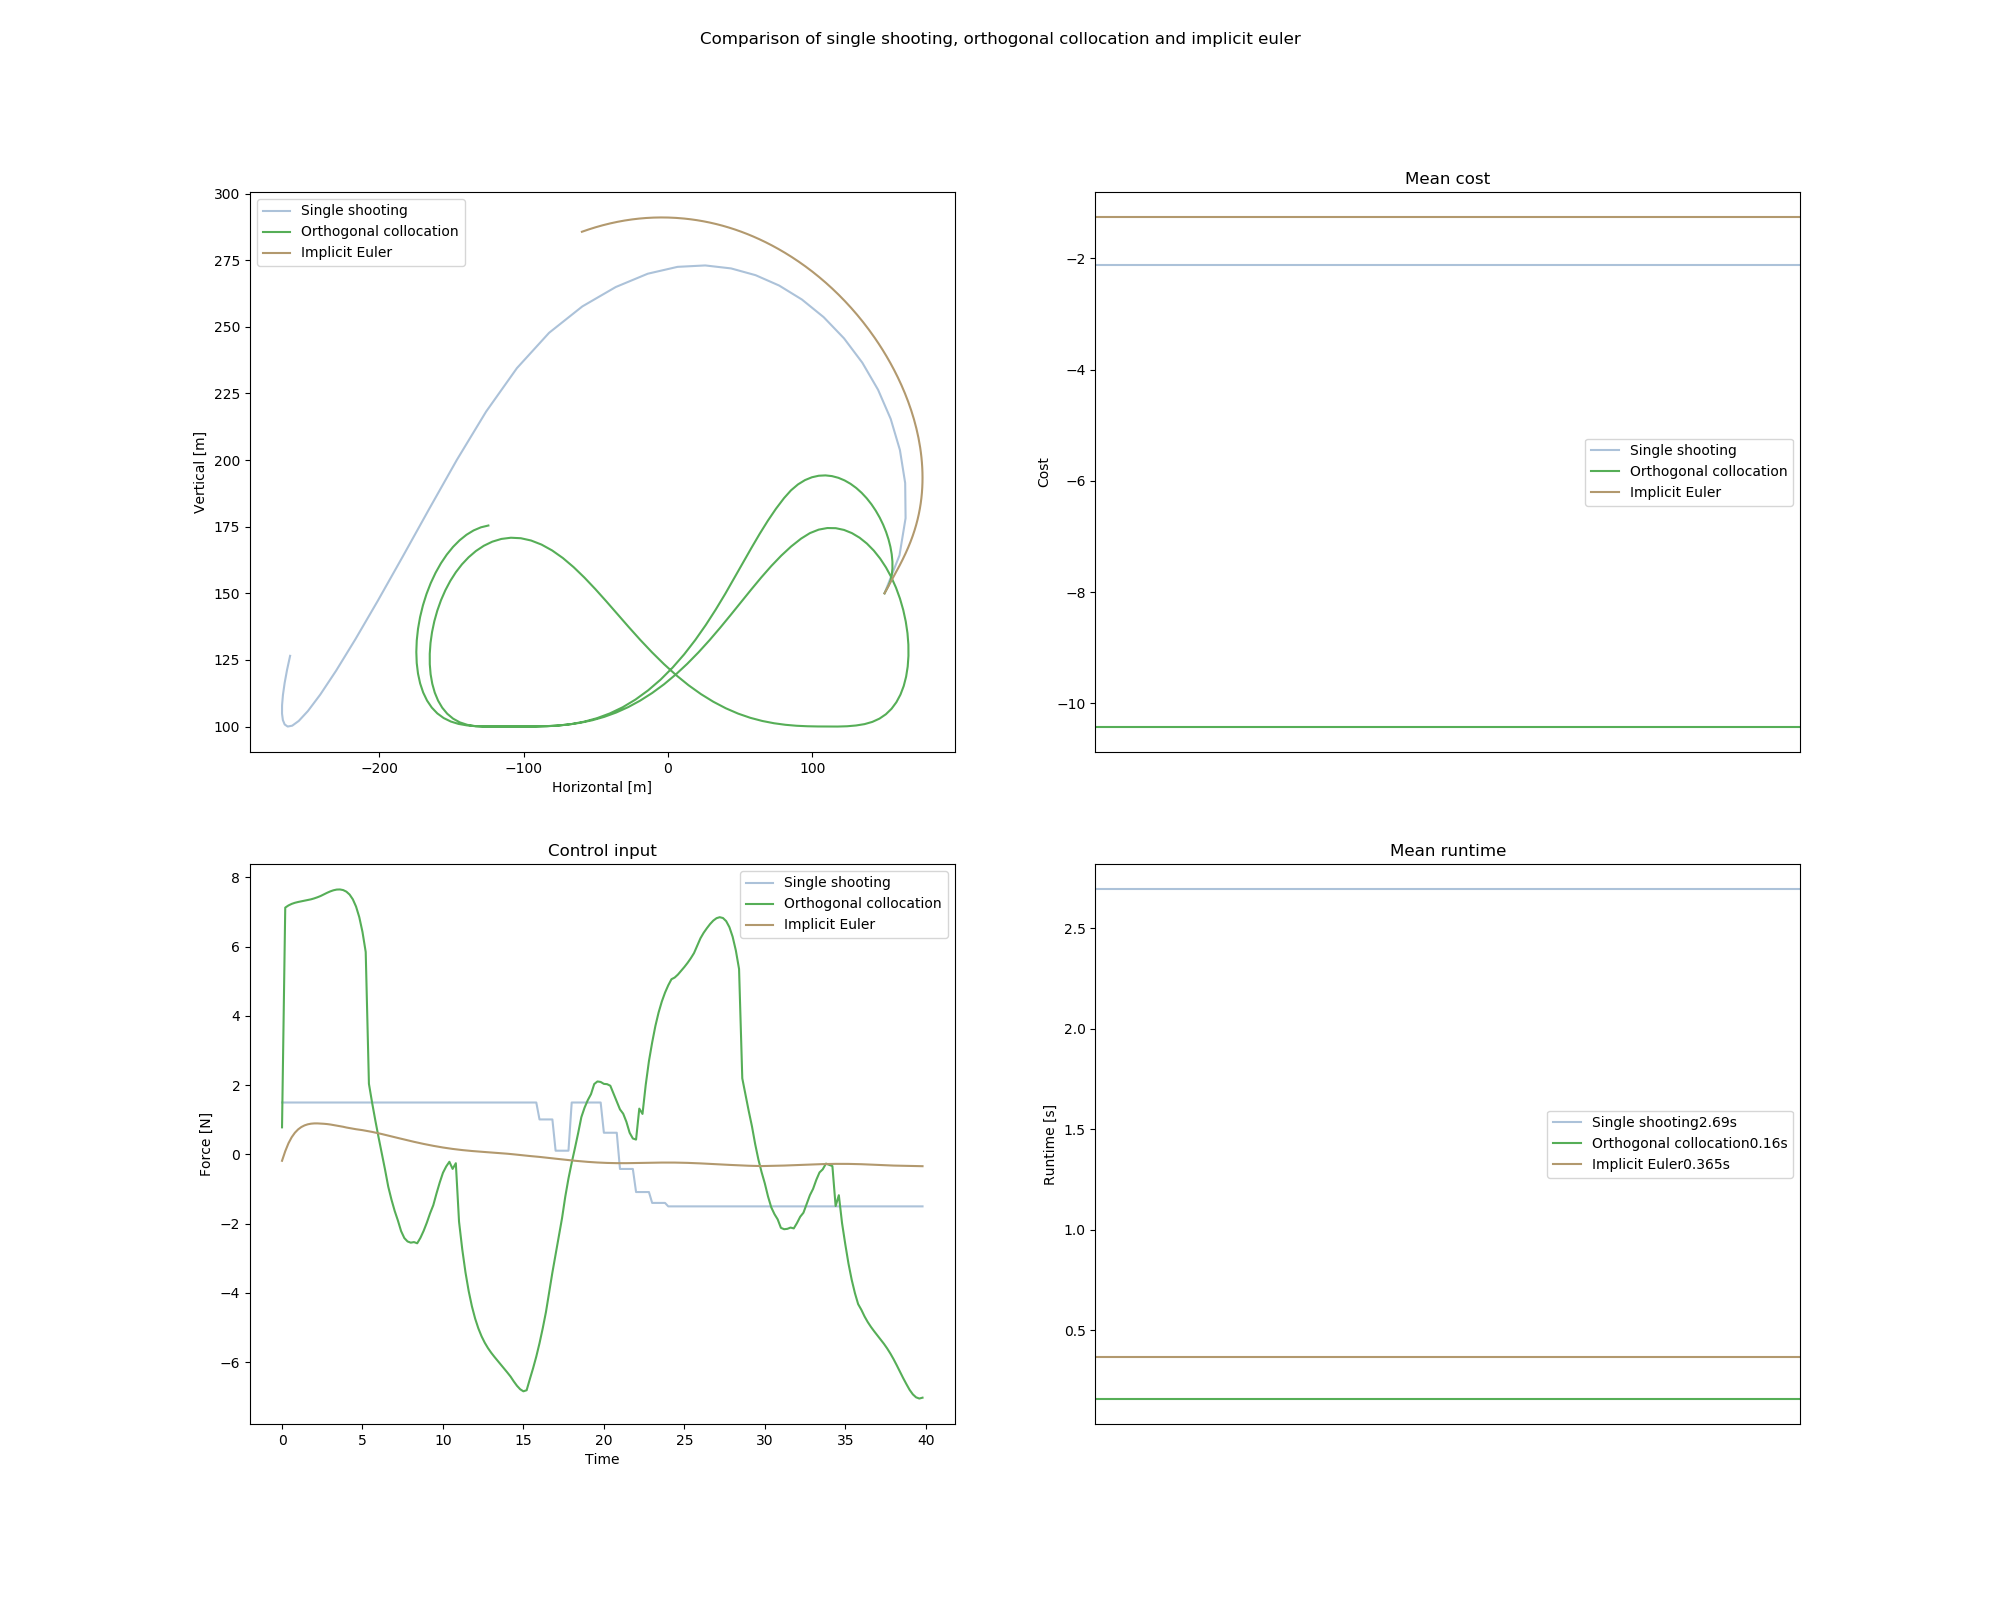 Comparison of single shooting, orthogonal collocation and implicit euler
300
275
250
225
200
175
150
125
100
Vertical [m]
Single shooting
Orthogonal collocation
Implicit Euler
−200
−100
0
100
Horizontal [m]
Mean cost
−2
−4
−6
−8
−10
Cost
Single shooting
Orthogonal collocation
Implicit Euler
Control input
8
6
4
2
0
−2
−4
−6
Force [N]
Single shooting
Orthogonal collocation
Implicit Euler
0
5
10
15
20
25
30
35
40
Time
Mean runtime
2.5
2.0
1.5
1.0
0.5
Runtime [s]
Single shooting2.69s
Orthogonal collocation0.16s
Implicit Euler0.365s